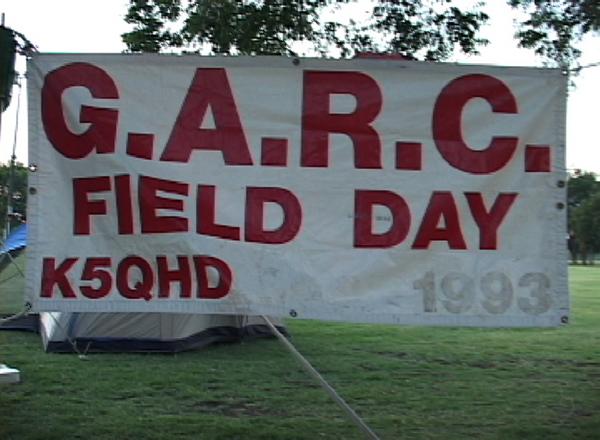 G.A.R.C.
FIELD DAY
K5QHD 1993